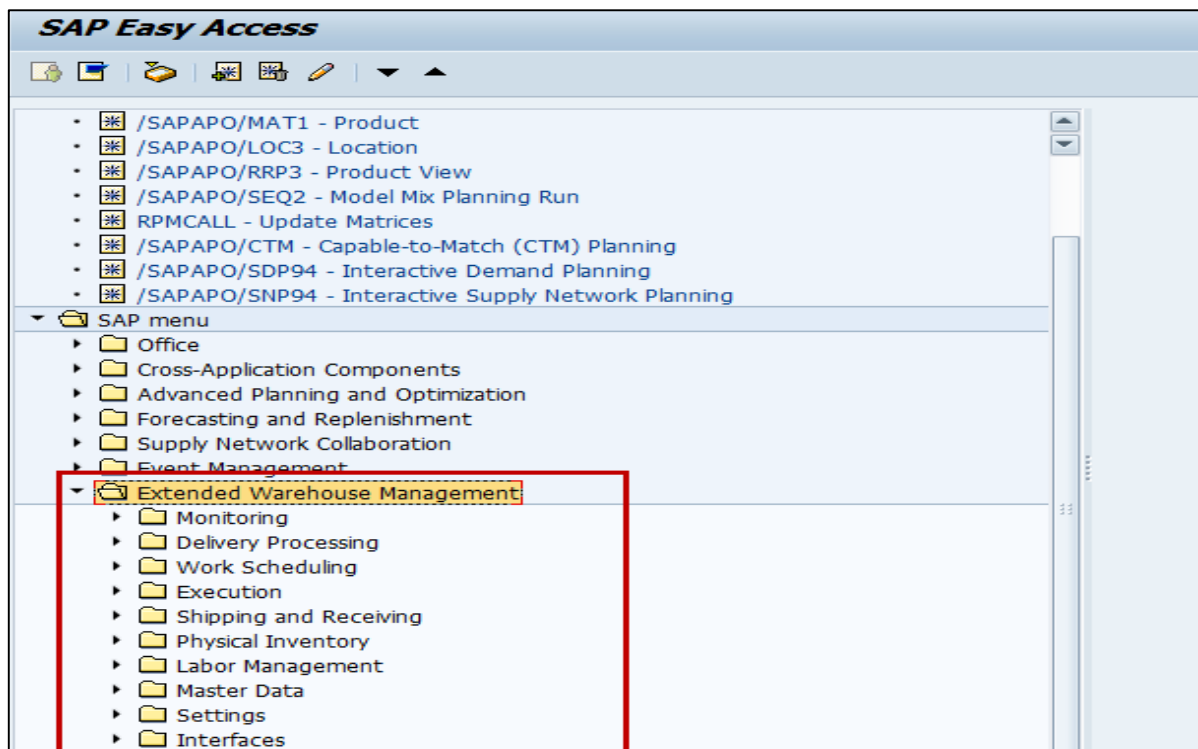 SAP Easy Access
/SAPAPO/MAT1 - Product
/SAPAPO/LOC3 - Location
/SAPAPO/RRP3 - Product View
/SAPAPO/SEQ2 - Model Mix Planning Run
RPMCALL - Update Matrices
/SAPAPO/CTM - Capable-to-Match (CTM) Planning
/SAPAPO/SDP94 - Interactive Demand Planning
/SAPAPO/SNP94 - Interactive Supply Network Planning
SAP menu
Office
Cross-Application Components
Advanced Planning and Optimization
Forecasting and Replenishment
Supply Network Collaboration
Event Management
Extended Warehouse Management
Monitoring
Delivery Processing
Work Scheduling
Execution
Shipping and Receiving
Physical Inventory
Labor Management
Master Data
Settings
Interfaces